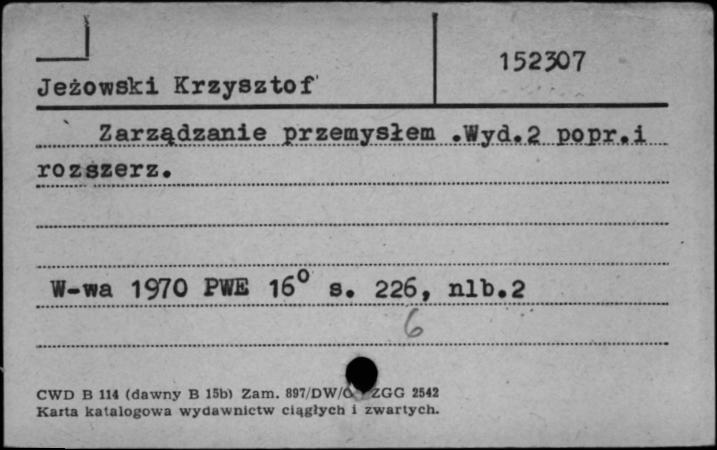 152307
Jeżowski Krzysztof
Zarządzanie przemysłem .Wyd.2 popr.i
rozszerz.
W-wa 1970 PWE 16° s. 226, nlb.2
6
CWD B 114 (dawny B 15b) Zam. 897/DW/ ZGG 2542
Karta katalogowa wydawnictw ciągłych i zwartych.